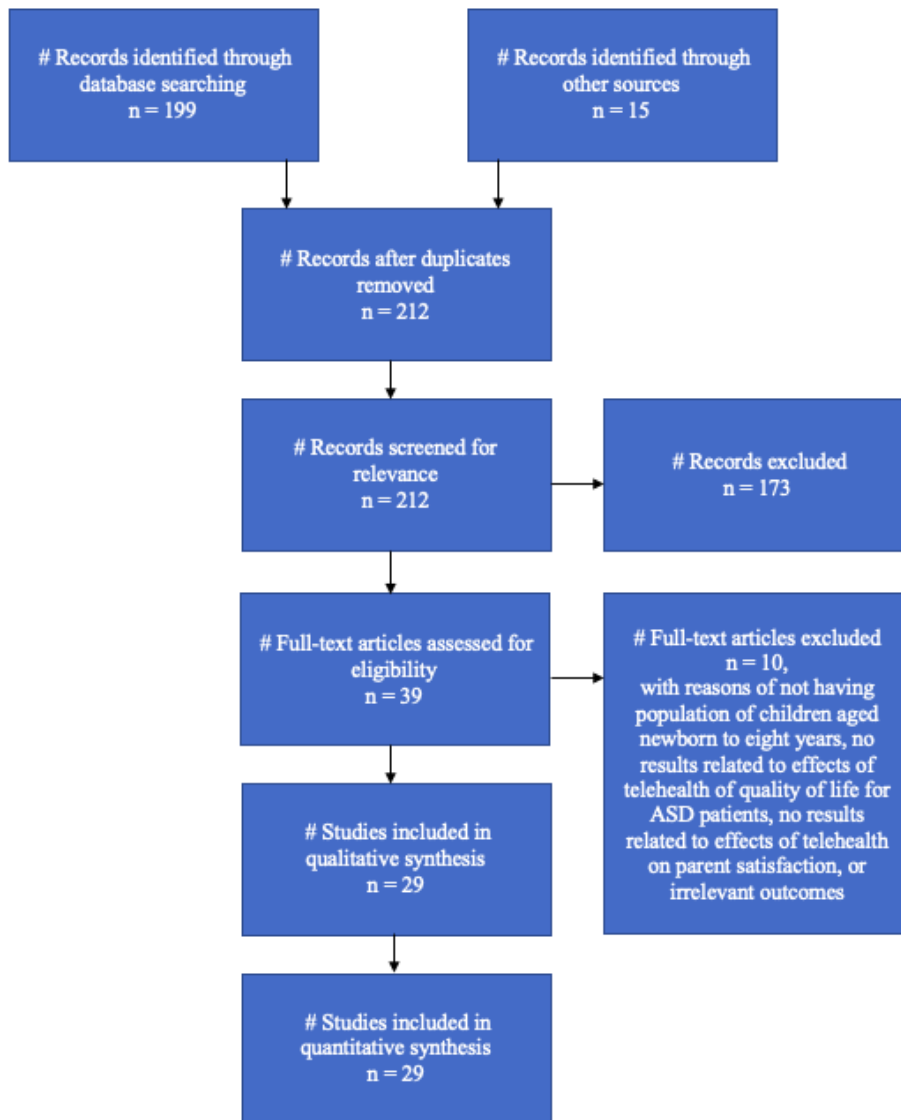 # Records identified through
database searching
n = 199
# Records identified through
other sources
n = 15
# Records after duplicates
removed
n = 212
# Records screened for
relevance
n = 212
# Records excluded
n = 173
# Full-text articles assessed for
eligibility
n = 39
# Full-text articles excluded
n = 10,
with reasons of not having
population of children aged
newborn to eight years, no
results related to effects of
telehealth of quality of life for
ASD patients, no results
related to effects of telehealth
on parent satisfaction, or
irrelevant outcomes
# Studies included in
qualitative synthesis
n = 29
# Studies included in
quantitative synthesis
n = 29